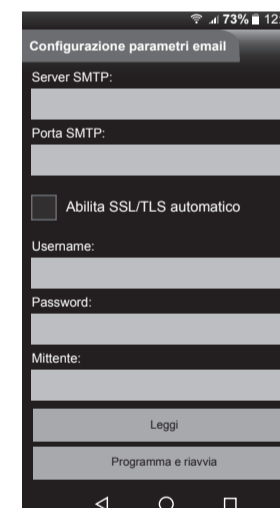 73% 12:
Configurazione parametri email
Server SMTP:
Porta SMTP:
Abilita SSL/TLS automatico
Username:
Password:
Mittente:
Leggi
Programma e riavvia